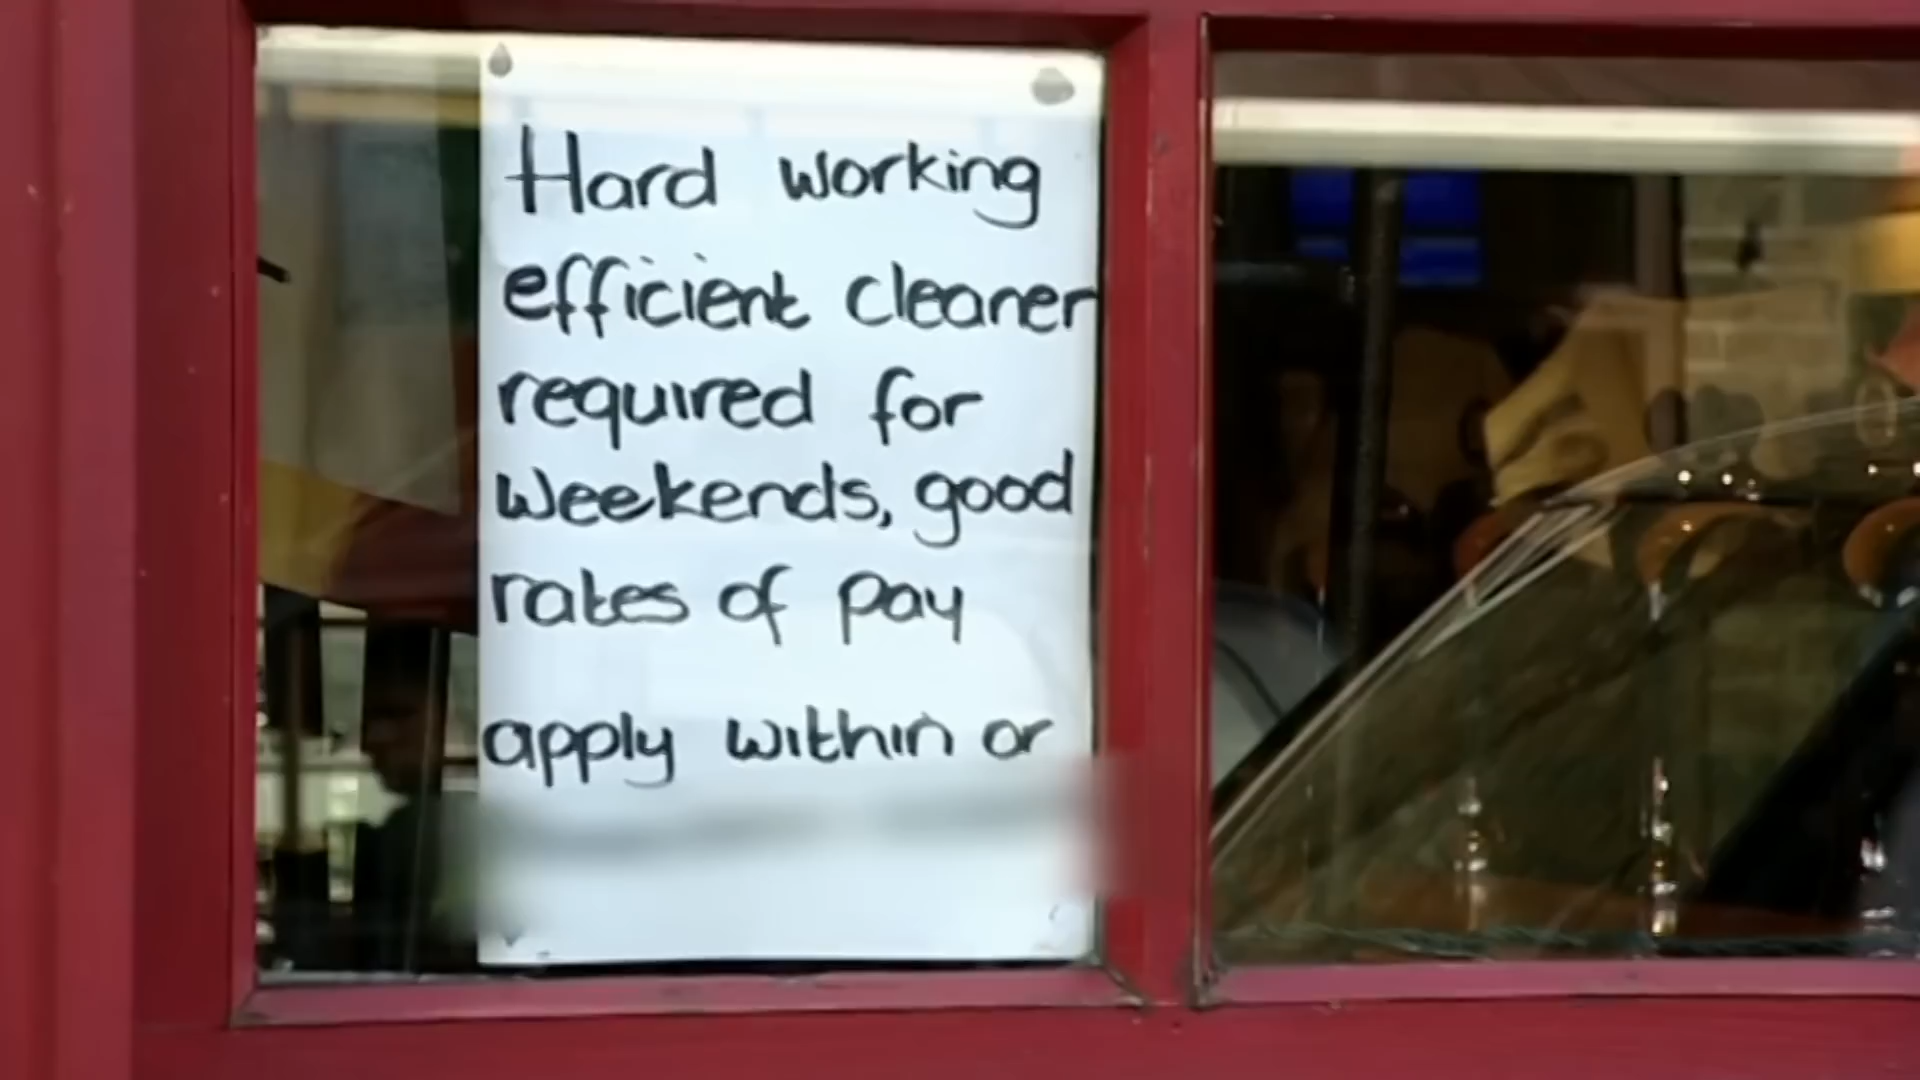 Hard working
efficient cleaner
required for
weekends, good
rates of pay
apply within or